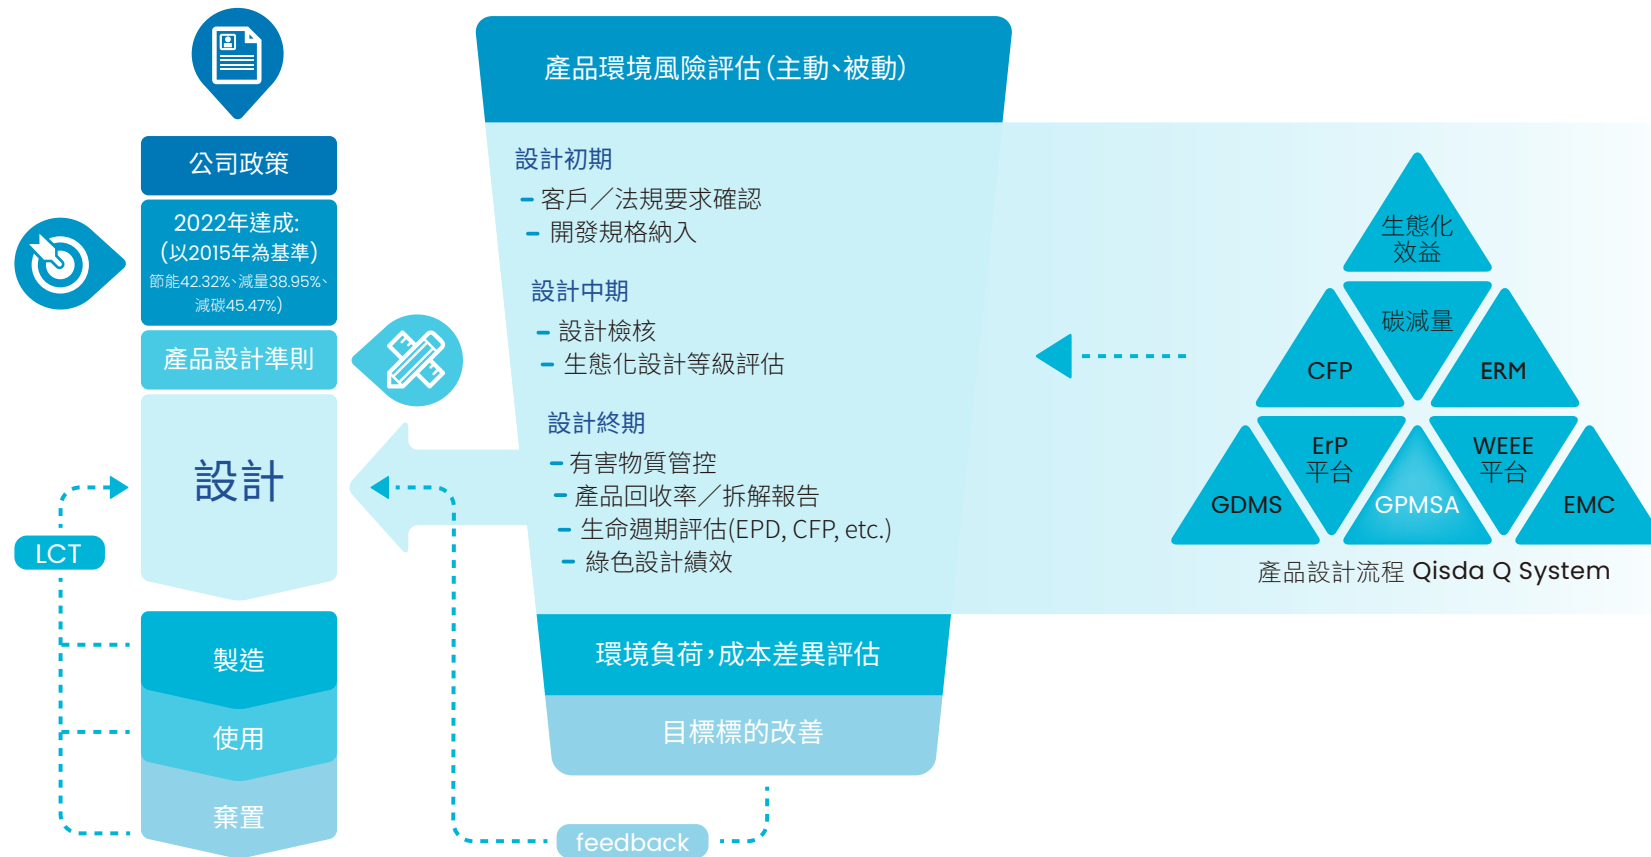 公司政策
2022年達成:
(以2015年為基準)
節能42.32%、減量38.95%、
減碳45.47%)
產品設計準則
設計
LCT
製造
使用
棄置
產品環境風險評估(主動、被動)
設計初期
– 客戶／法規要求確認
– 開發規格納入
設計中期
– 設計檢核
– 生態化設計等級評估
設計終期
– 有害物質管控
– 產品回收率／拆解報告
– 生命週期評估(EPD, CFP, etc.)
– 綠色設計績效
環境負荷,成本差異評估
目標標的改善
feedback
生態化
效益
碳減量
CFP
ERM
ErP
平台
WEEE
平台
GDMS
GPMSA
EMC
產品設計流程 Qisda Q System